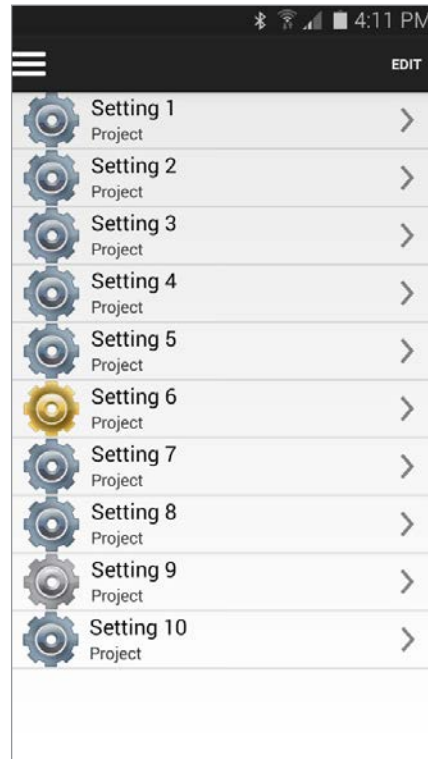 4:11 PM
EDIT
Setting 1
Project
Setting 2
Project
Setting 3
Project
Setting 4
Project
Setting 5
Project
Setting 6
Project
Setting 7
Project
Setting 8
Project
Setting 9
Project
Setting 10
Project